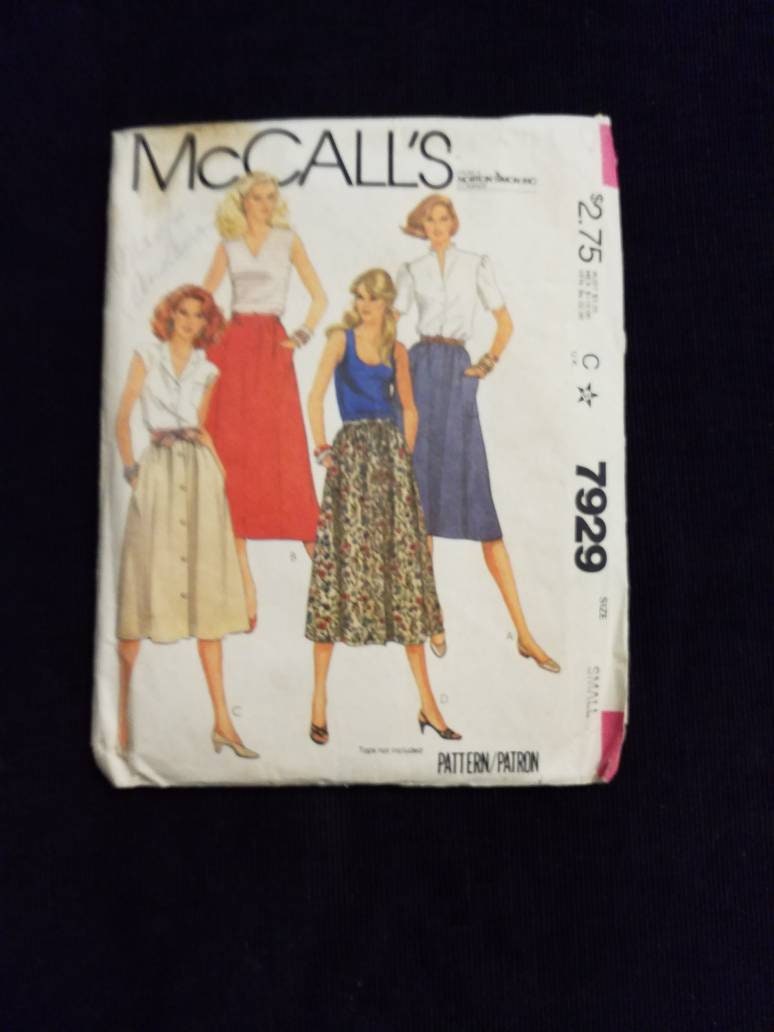 McCALL'S
$2.75
C
7929
SIZE
SMALL
B
A
C
D
Tops not included
PATTERN/PATRON